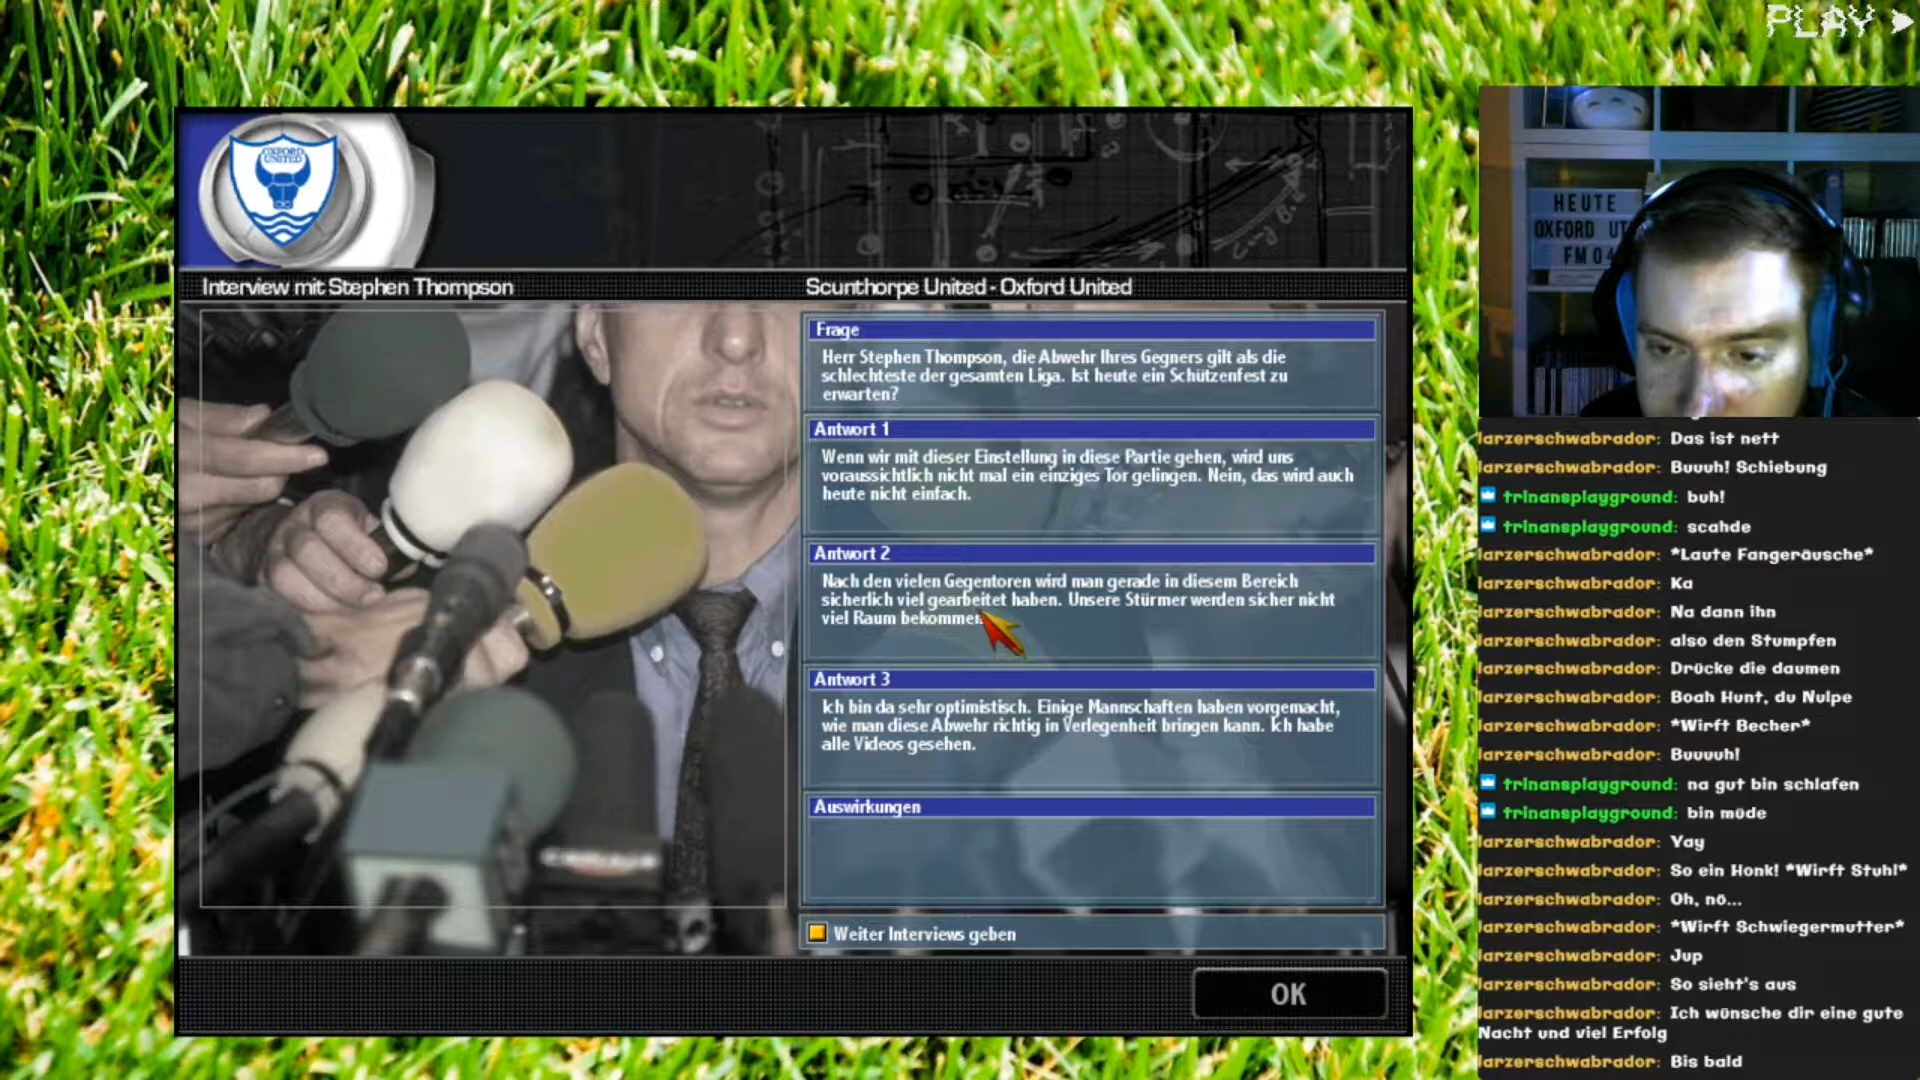 PLAY
OXFORD
UNITED
Interview mit Stephen Thompson
Scunthorpe United - Oxford United
Frage
Herr Stephen Thompson, die Abwehr Ihres Gegners gilt als die
schlechteste der gesamten Liga. Ist heute ein Schützenfest zu
erwarten?
Antwort 1
Wenn wir mit dieser Einstellung in diese Partie gehen, wird uns
voraussichtlich nicht mal ein einziges Tor gelingen. Nein, das wird auch
heute nicht einfach.
Antwort 2
Nach den vielen Gegentoren wird man gerade in diesem Bereich
sicherlich viel gearbeitet haben. Unsere Stürmer werden sicher nicht
viel Raum bekommen
Antwort 3
Ich bin da sehr optimistisch. Einige Mannschaften haben vorgemacht,
wie man diese Abwehr richtig in Verlegenheit bringen kann. Ich habe
alle Videos gesehen.
Auswirkungen
Weiter Interviews geben
OK
HEUTE
OXFORD UT
FM 04
larzerschwabrador: Das ist nett
larzerschwabrador: Buuuh! Schiebung
trinansplayground: buh!
trinansplayground: scahde
larzerschwabrador: *Laute Fangeräusche*
larzerschwabrador: Ka
larzerschwabrador: Na dann ihn
larzerschwabrador: also den Stumpfen
larzerschwabrador: Drücke die daumen
larzerschwabrador: Boah Hunt, du Nulpe
larzerschwabrador: *Wirft Becher*
larzerschwabrador: Buuuuh!
trinansplayground: na gut bin schlafen
trinansplayground: bin müde
larzerschwabrador: Yay
larzerschwabrador: So ein Honk! *Wirft Stuhl*
larzerschwabrador: Oh, nö...
larzerschwabrador: *Wirft Schwiegermutter*
larzerschwabrador: Jup
larzerschwabrador: So sieht's aus
larzerschwabrador: Ich wünsche dir eine gute
Nacht und viel Erfolg
larzerschwabrador: Bis bald